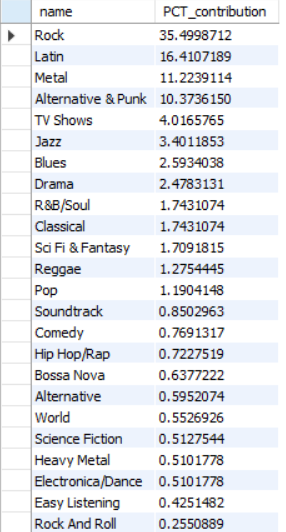 name PCT_contribution
Rock 35.4998712
Latin 16.4107189
Metal 11.2239114
Alternative & Punk 10.3736150
TV Shows 4.0165765
Jazz 3.4011853
Blues 2.5934038
Drama 2.4783131
R&B/Soul 1.7431074
Classical 1.7431074
Sci Fi & Fantasy 1.7091815
Reggae 1.2754445
Pop 1.1904148
Soundtrack 0.8502963
Comedy 0.7691317
Hip Hop/Rap 0.7227519
Bossa Nova 0.6377222
Alternative 0.5952074
World 0.5526926
Science Fiction 0.5127544
Heavy Metal 0.5101778
Electronica/Dance 0.5101778
Easy Listening 0.4251482
Rock And Roll 0.2550889